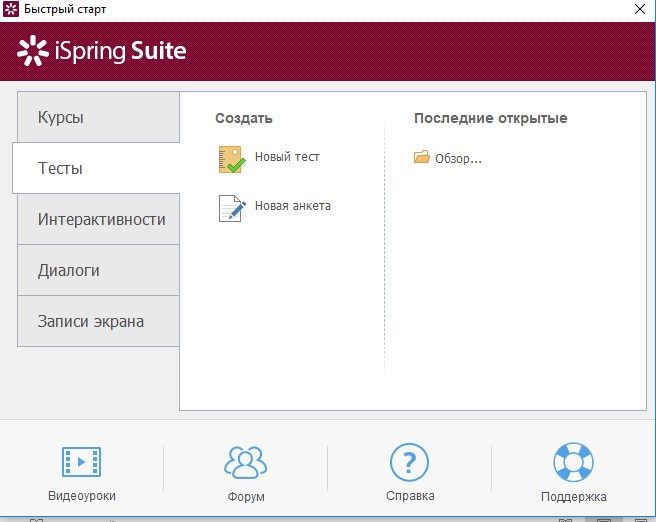 Быстрый старт
iSpring Suite
Курсы
Тесты
Интерактивности
Диалоги
Записи экрана
Создать
Новый тест
Новая анкета
Последние открытые
Обзор...
Видеоуроки
Форум
?
Справка
Поддержка